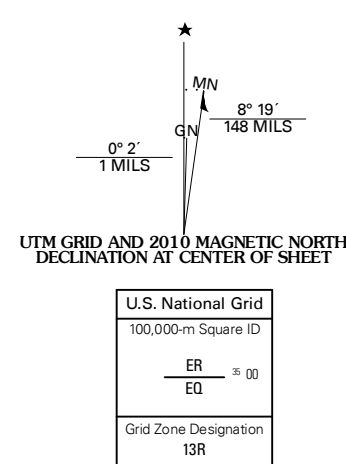 ★
MN
8° 19´
148 MILS
GN
0° 2´
1 MILS
UTM GRID AND 2010 MAGNETIC NORTH
DECLINATION AT CENTER OF SHEET
U.S. National Grid
100,000-m Square ID
ER
35 00
EQ
Grid Zone Designation
13R